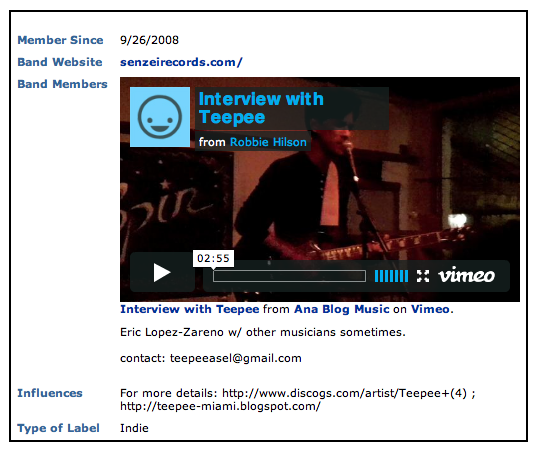 Member Since 9/26/2008
Band Website senzeirecords.com/
Band Members
Interview with
Teepee
from Robbie Hilson
02:55
vimeo
Interview with Teepee from Ana Blog Music on Vimeo.
Eric Lopez-Zareno w/ other musicians sometimes.
contact: teepeeasel@gmail.com
Influences For more details: http://www.discogs.com/artist/Teepee+(4) ;
http://teepee-miami.blogspot.com/
Type of Label Indie